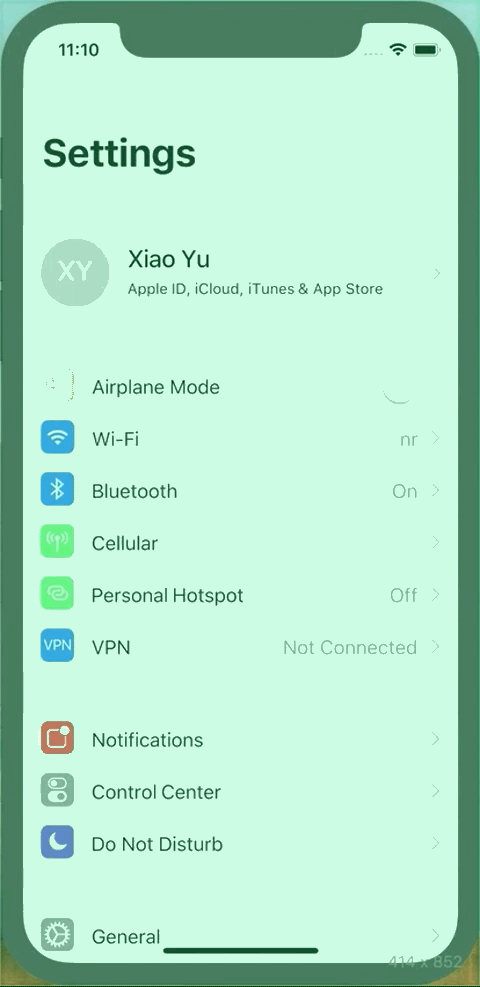 11:10
Settings
XY
Xiao Yu
Apple ID, iCloud, iTunes & App Store
Airplane Mode
Wi-Fi nr
Bluetooth On
Cellular
Personal Hotspot Off
VPN VPN Not Connected
Notifications
Control Center
Do Not Disturb
General
414 x 852